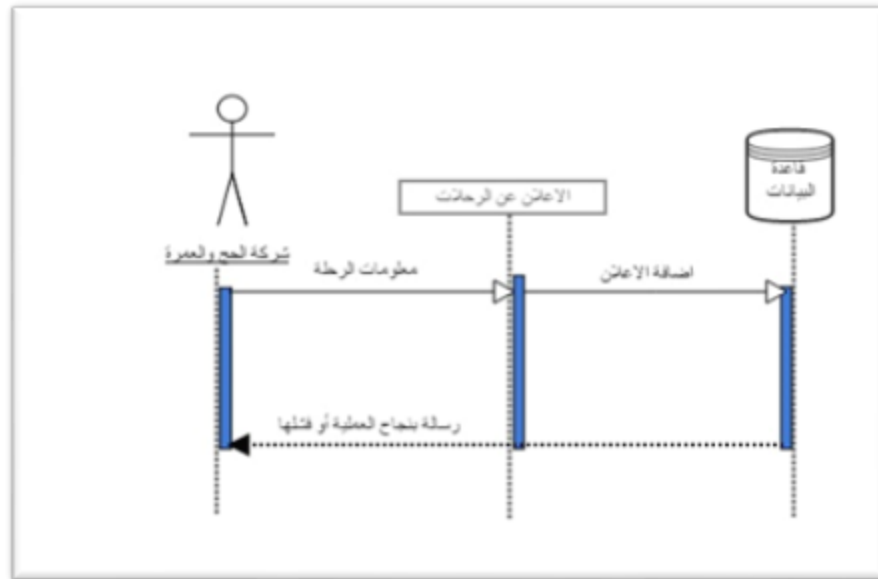 قاعدة
البيانات
الاعلان عن الرحلات
شركة الحج والعمرة
معلومات الرحلة
اضافة الاعلان
رسالة بنجاح العملية أو فشلها